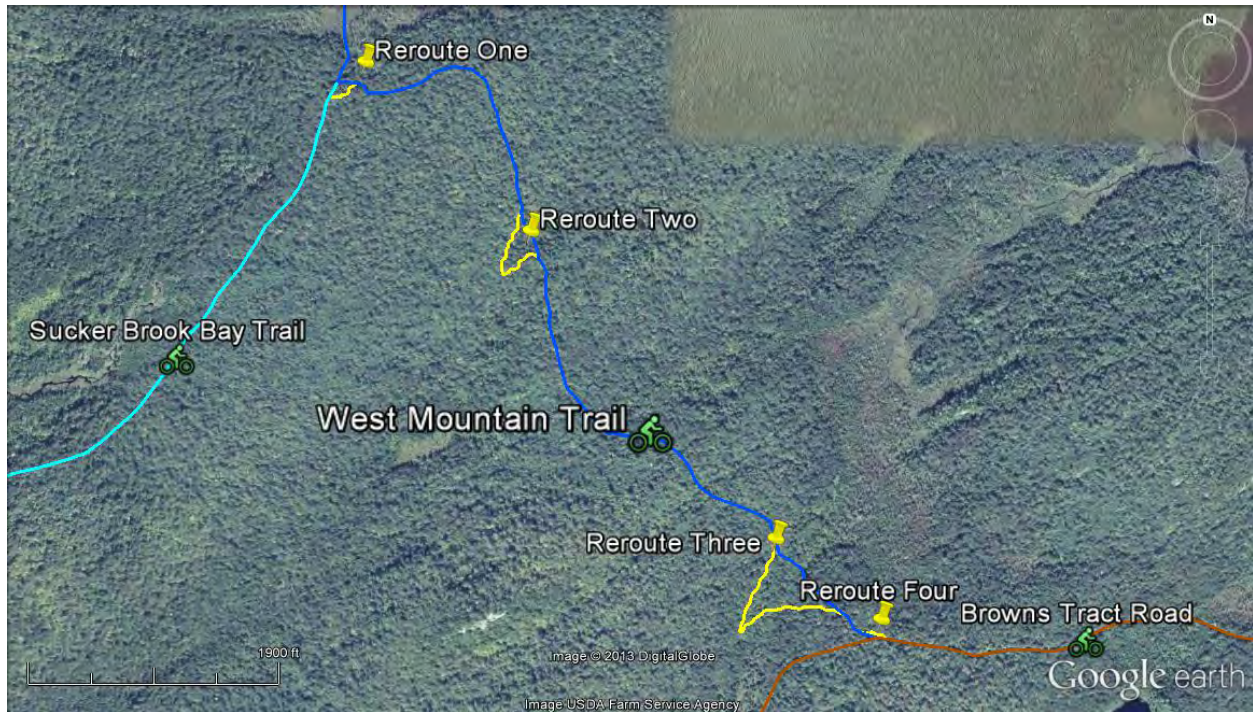 N
Reroute One
Reroute Two
Sucker Brook Bay Trail
West Mountain Trail
Reroute Three
Reroute Four
Browns Tract Road
1900 ft
Image © 2013 DigitalGlobe
Google earth
Image USDA Farm Service Agency